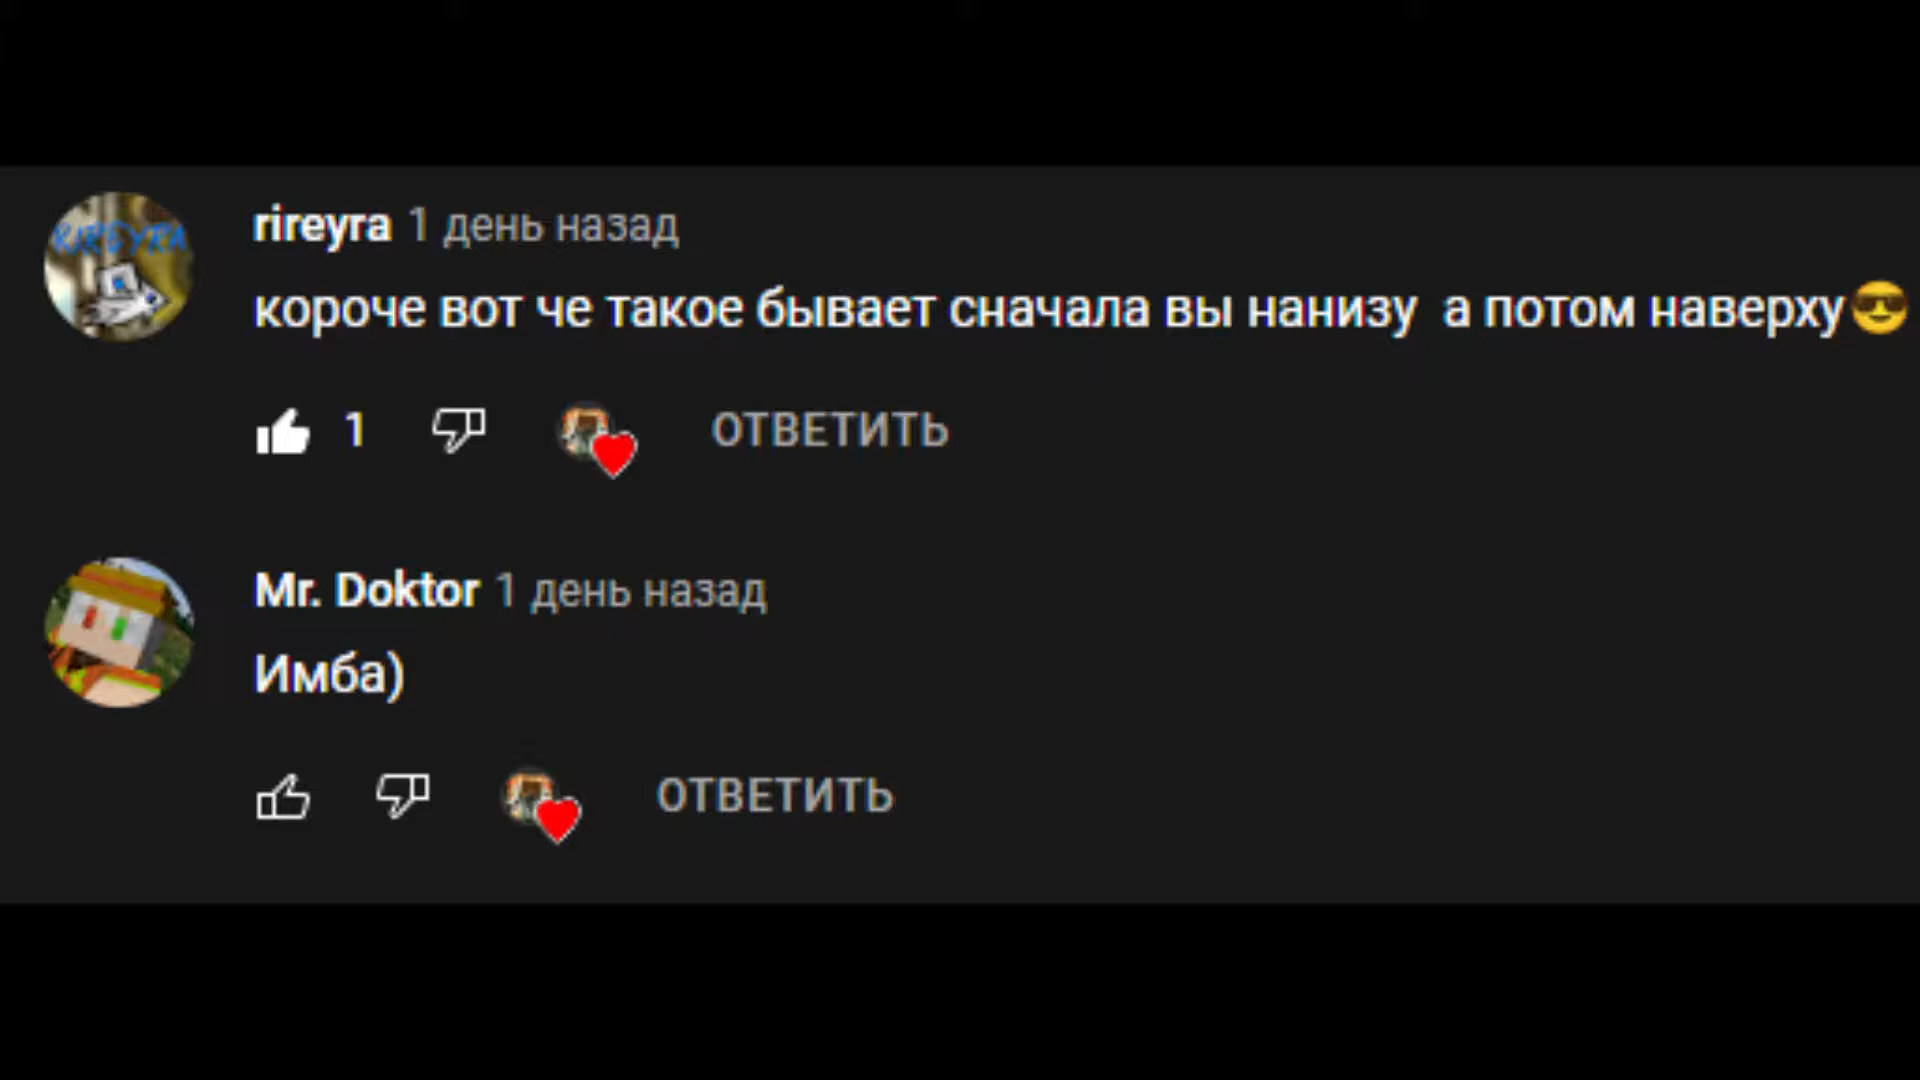 RIREYRA
rireyra 1 день назад
короче вот че такое бывает сначала вы нанизу а потом наверху😎
1
ОТВЕТИТЬ
Mr. Doktor 1 день назад
Имба)
ОТВЕТИТЬ